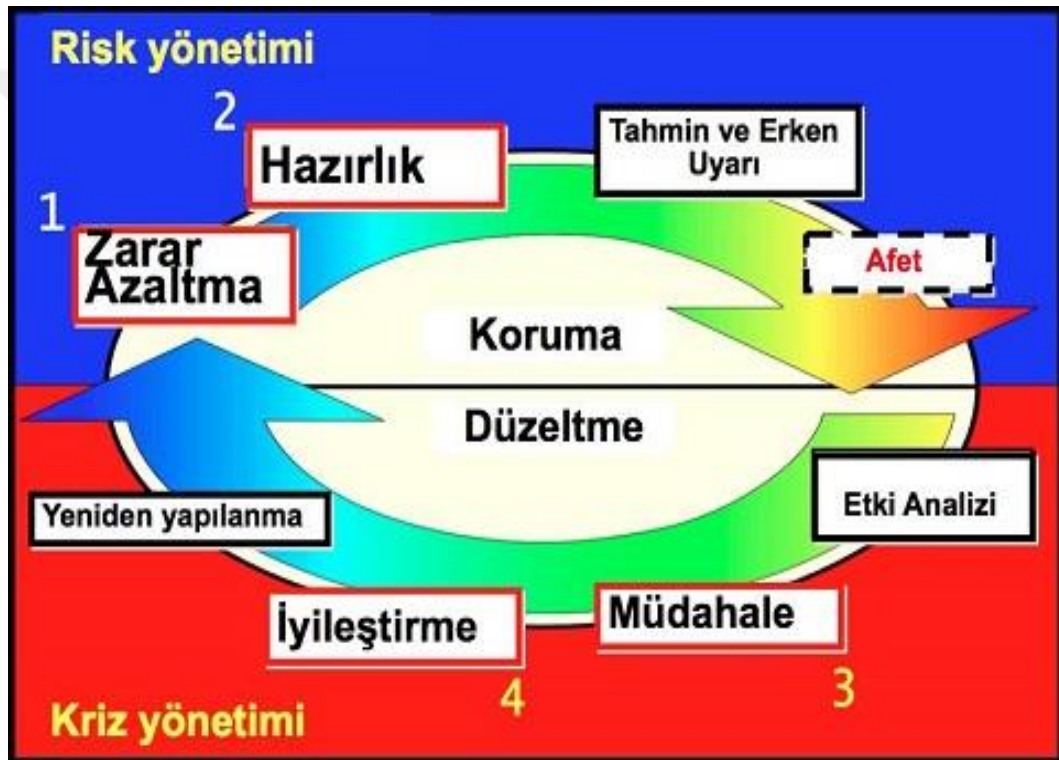 Risk yönetimi
2
Hazırlık
Tahmin ve Erken
Uyarı
1
Zarar
Azaltma
Afet
Koruma
Düzeltme
Yeniden yapılanma
Etki Analizi
İyileştirme
Müdahale
4
3
Kriz yönetimi